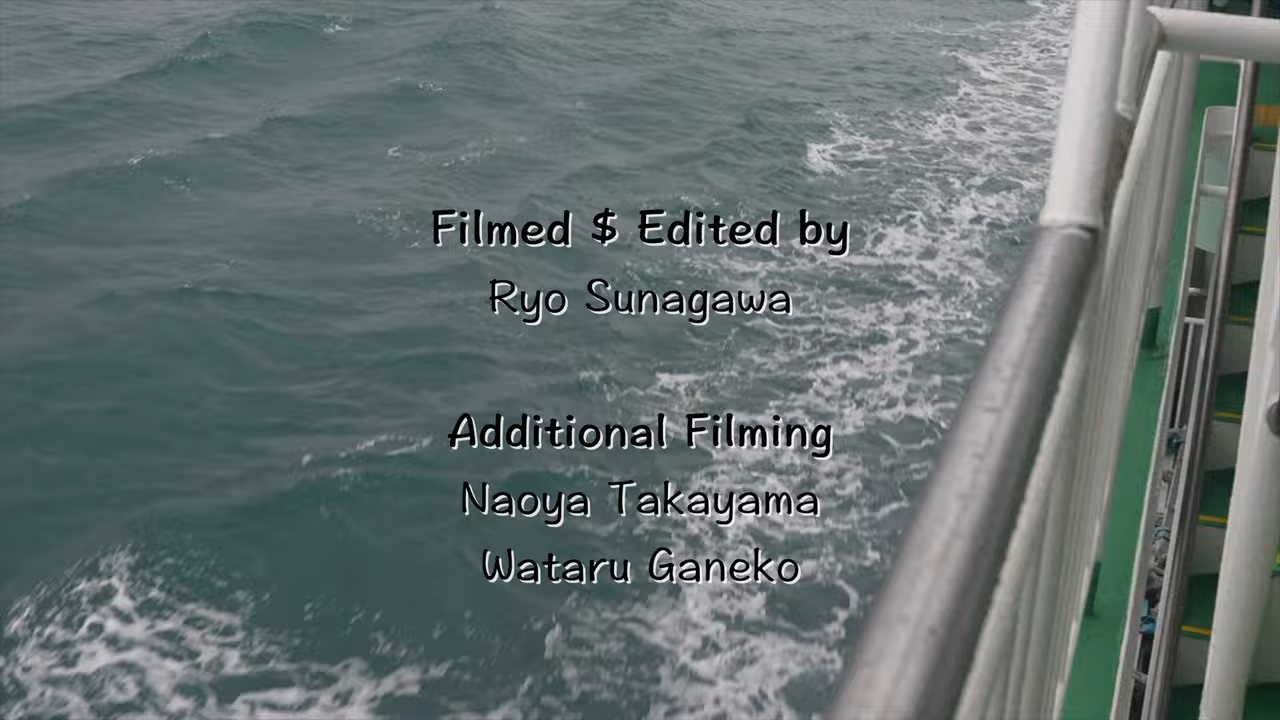 Filmed $ Edited by
Ryo Sunagawa
Additional Filming
Naoya Takayama
Wataru Ganeko